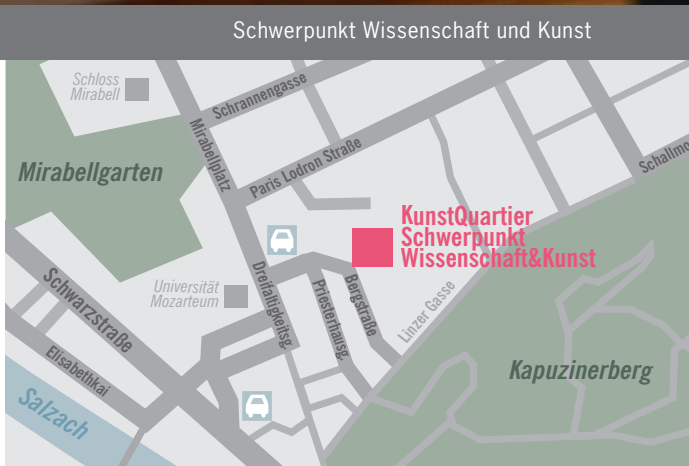 Schwerpunkt Wissenschaft und Kunst
Schloss
Mirabell
Schrannengasse
Mirabellplatz
Mirabellgarten
Paris Lodron Straße
Schallmo
KunstQuartier
Schwerpunkt
Wissenschaft&Kunst
Universität
Mozarteum
Dreifaltigkeitsg.
Priesterhausg.
Bergstraße
Linzer Gasse
Schwarzstraße
Elisabethkai
Kapuzinerberg
Salzach